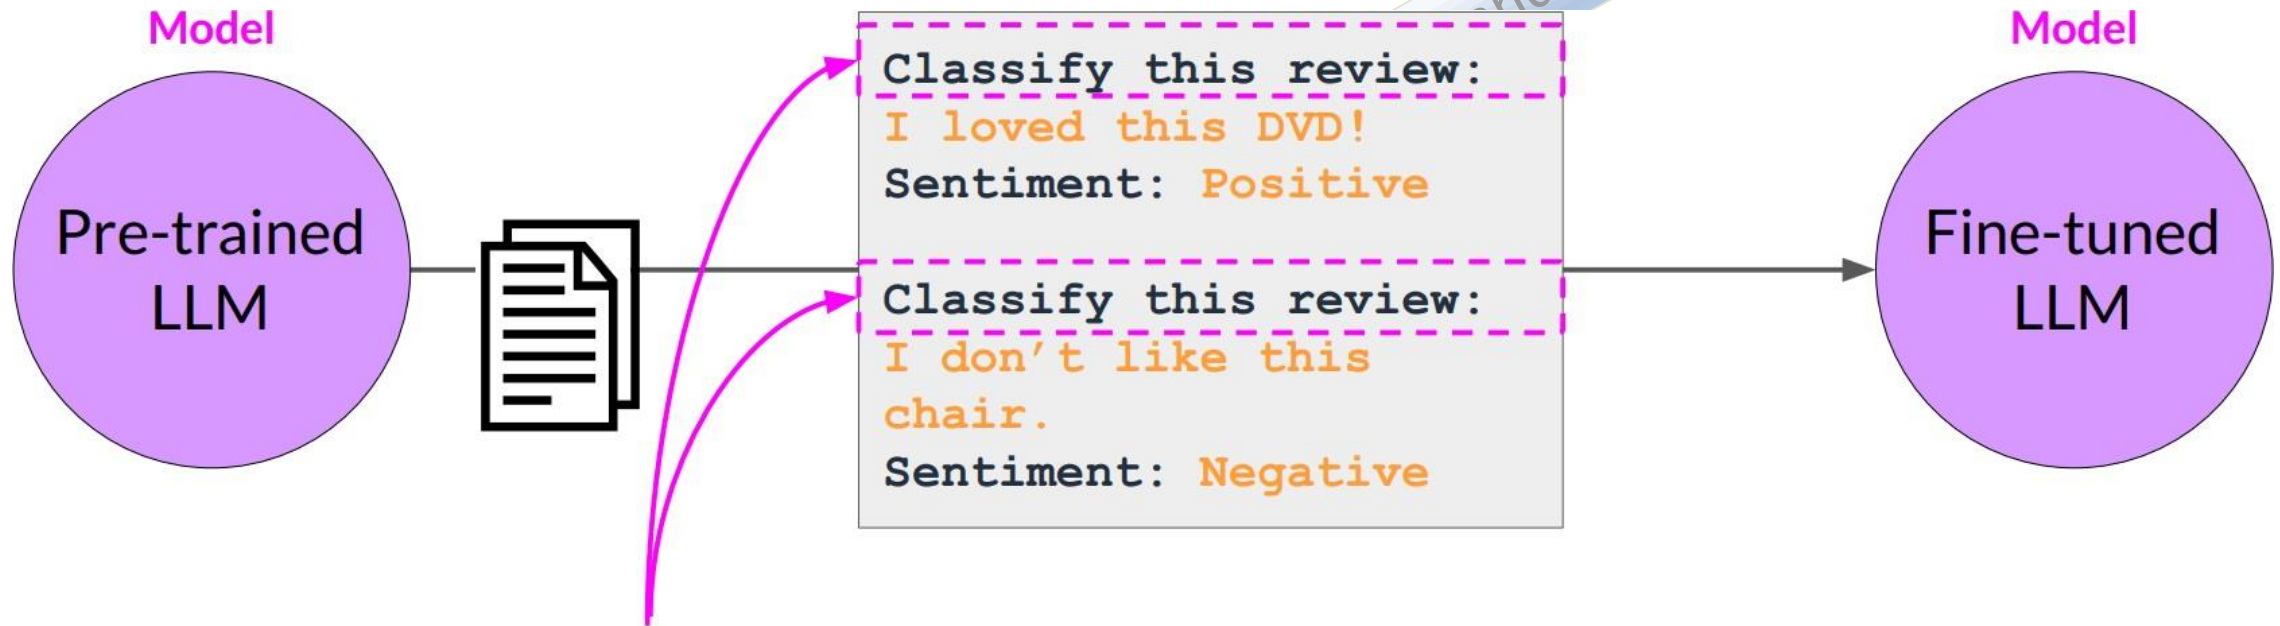 Model
Pre-trained
LLM
Classify this review:
I loved this DVD!
Sentiment: Positive
Classify this review:
I don't like this
chair.
Sentiment: Negative
Model
Fine-tuned
LLM